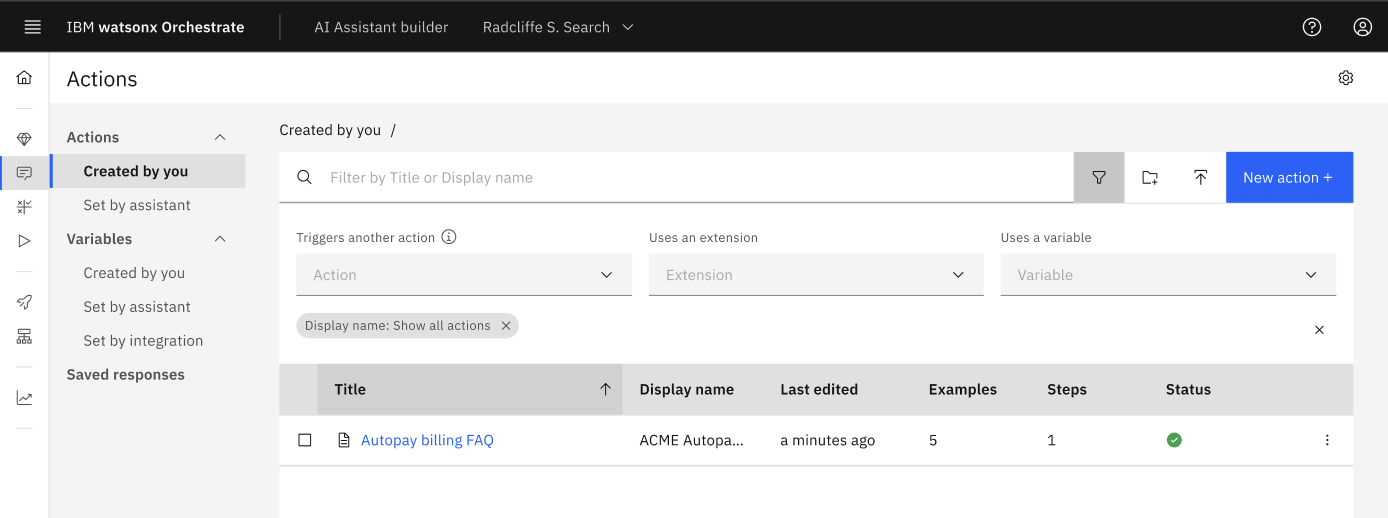 IBM watsonx Orchestrate
AI Assistant builder
Radcliffe S. Search
Actions
Actions
Created by you
Set by assistant
Variables
Created by you
Set by assistant
Set by integration
Saved responses
Created by you /
Filter by Title or Display name
New action +
Triggers another action
Uses an extension
Uses a variable
Action
Extension
Variable
Display name: Show all actions
Title Display name Last edited Examples Steps Status
Autopay billing FAQ ACME Autopa... a minutes ago 5 1